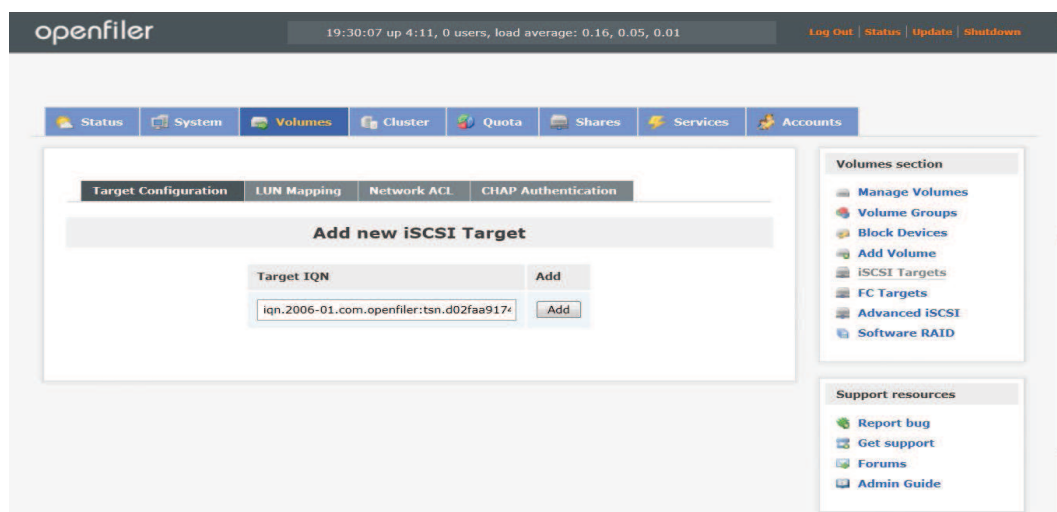 openfiler
19:30:07 up 4:11, 0 users, load average: 0.16, 0.05, 0.01
Log Out | Status | Update | Shutdown
Status System Volumes Cluster Quota Shares Services Accounts
Target Configuration LUN Mapping Network ACL CHAP Authentication
Add new iSCSI Target
Target IQN Add
iqn.2006-01.com.openfiler:tsn.d02faa9174 Add
Volumes section
Manage Volumes
Volume Groups
Block Devices
Add Volume
iSCSI Targets
FC Targets
Advanced iSCSI
Software RAID
Support resources
Report bug
Get support
Forums
Admin Guide